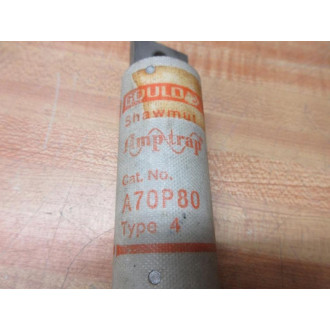 GOULD
Shawmut
Amp-trap
Cat. No.
A70P80
Type 4